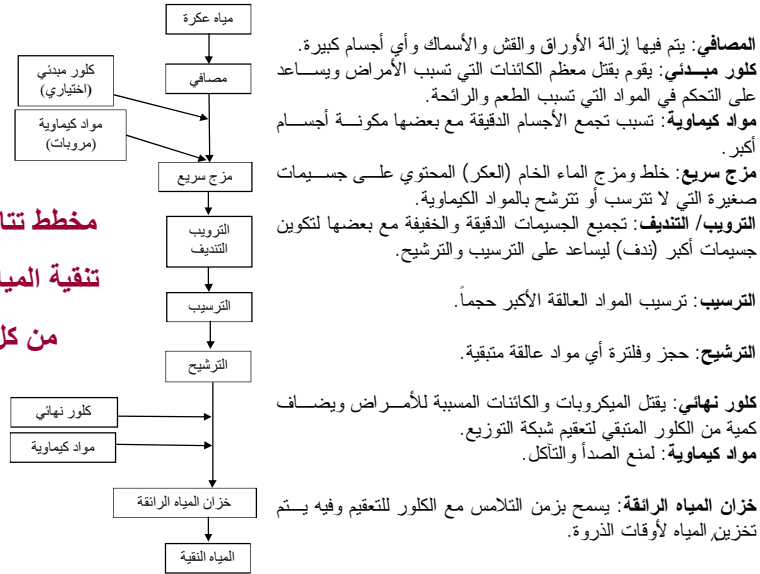 مياه عكرة
مصافي
كلور مبدئي
(اختياري)
مواد كيماوية
(مروبات)
مزج سريع
الترويب
التنديف
الترسيب
الترشيح
كلور نهائي
مواد كيماوية
خزان المياه الرائقة
المياه النقية
مخطط تتا
تنقية الميا
من كل
المصافي: يتم فيها إزالة الأوراق والقش والأسماك وأي أجسام كبيرة.
كلور مبدئي: يقوم بقتل معظم الكائنات التي تسبب الأمراض ويساعد
على التحكم في المواد التي تسبب الطعم والرائحة.
مواد كيماوية: تسبب تجمع الأجسام الدقيقة مع بعضها مكونة أجسام
أكبر.
مزج سريع: خلط ومزج الماء الخام (العكر) المحتوي على جسيمات
صغيرة التي لا تترسب أو تترشح بالمواد الكيماوية.
الترويب/ التنديف: تجميع الجسيمات الدقيقة والخفيفة مع بعضها لتكوين
جسيمات أكبر (ندف) ليساعد على الترسيب والترشيح.
الترسيب: ترسيب المواد العالقة الأكبر حجماً.
الترشيح: حجز وفلترة أي مواد عالقة متبقية.
كلور نهائي: يقتل الميكروبات والكائنات المسببة للأمراض ويضاف
كمية من الكلور المتبقي لتعقيم شبكة التوزيع.
مواد كيماوية: لمنع الصدأ والتآكل.
خزان المياه الرائقة: يسمح بزمن التلامس مع الكلور للتعقيم وفيه يتم
تخزين المياه لأوقات الذروة.